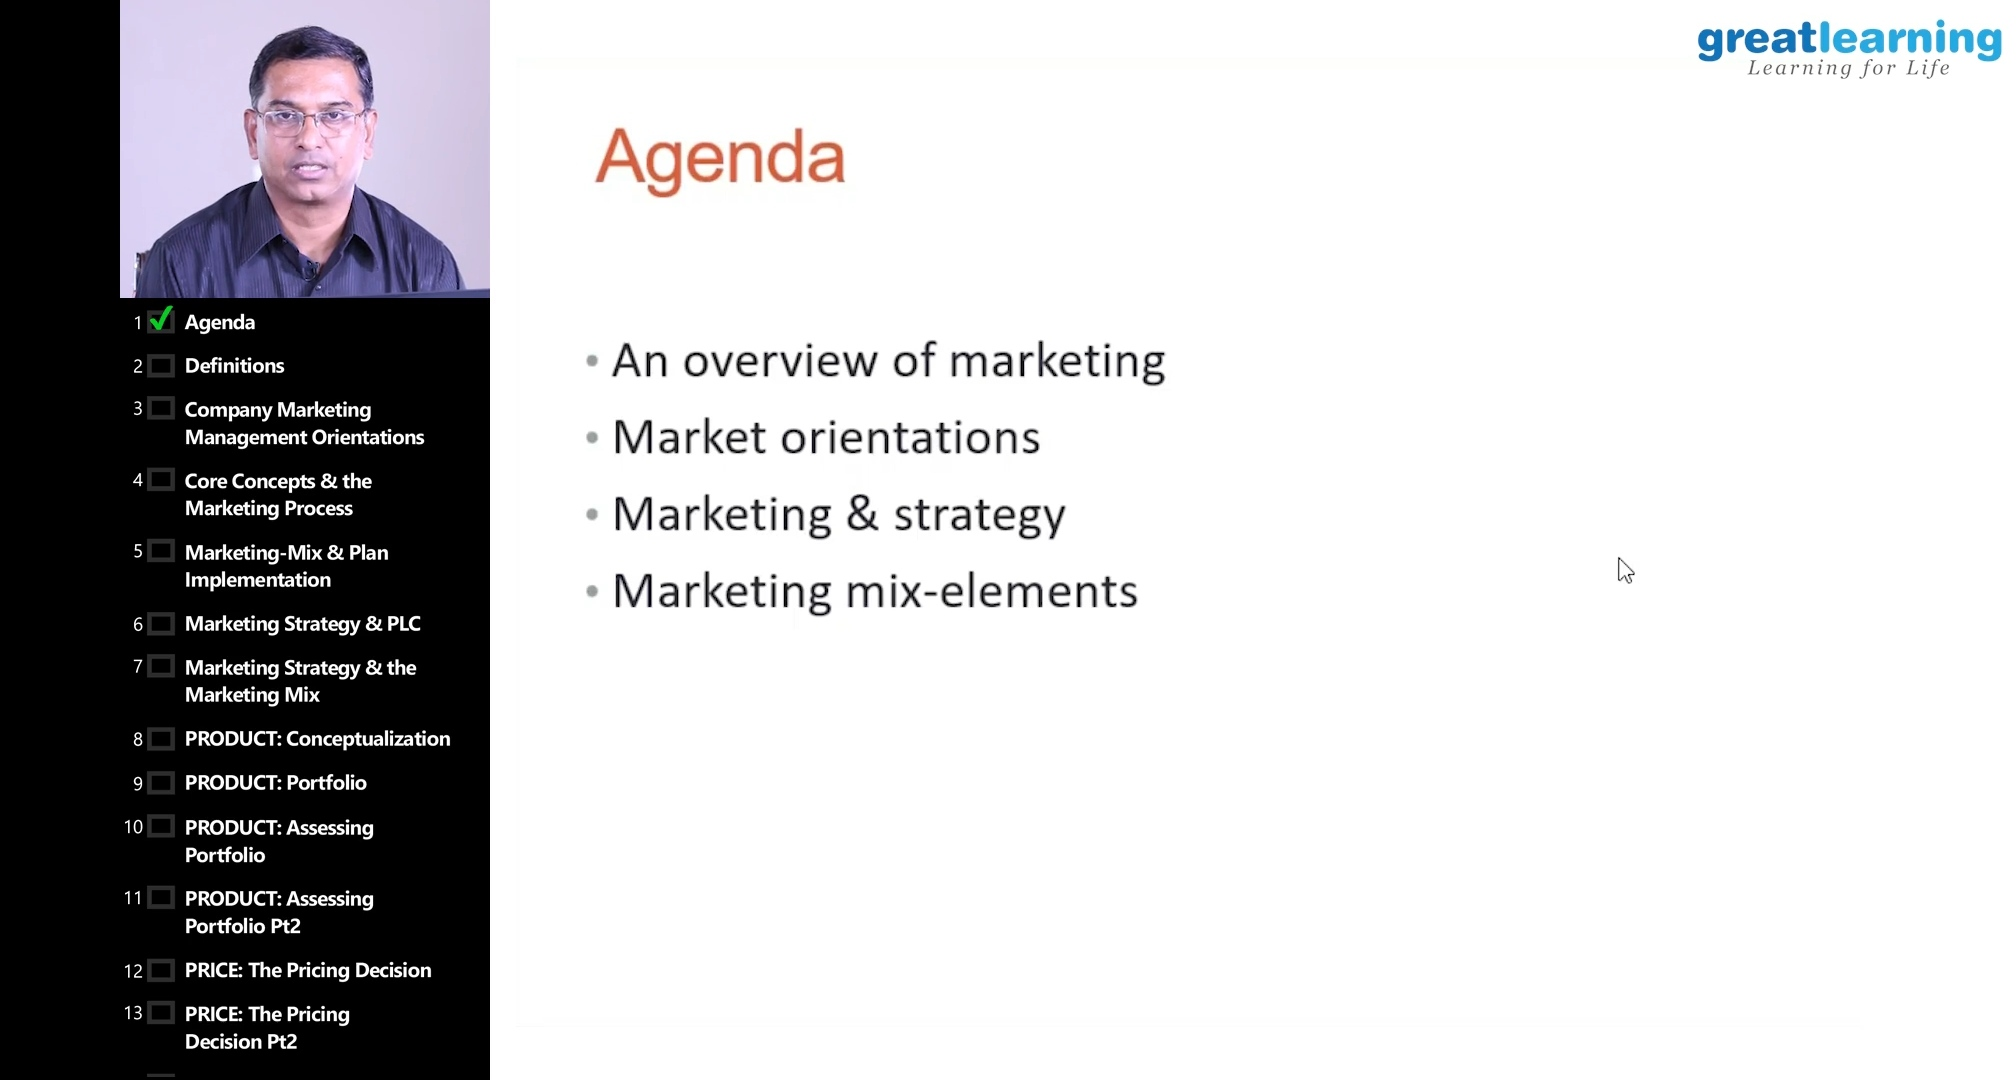 greatlearning
Learning for Life
Agenda
• An overview of marketing
• Market orientations
• Marketing & strategy
• Marketing mix-elements
1 Agenda
2 Definitions
3 Company Marketing
Management Orientations
4 Core Concepts & the
Marketing Process
5 Marketing-Mix & Plan
Implementation
6 Marketing Strategy & PLC
7 Marketing Strategy & the
Marketing Mix
8 PRODUCT: Conceptualization
9 PRODUCT: Portfolio
10 PRODUCT: Assessing
Portfolio
11 PRODUCT: Assessing
Portfolio Pt2
12 PRICE: The Pricing Decision
13 PRICE: The Pricing
Decision Pt2